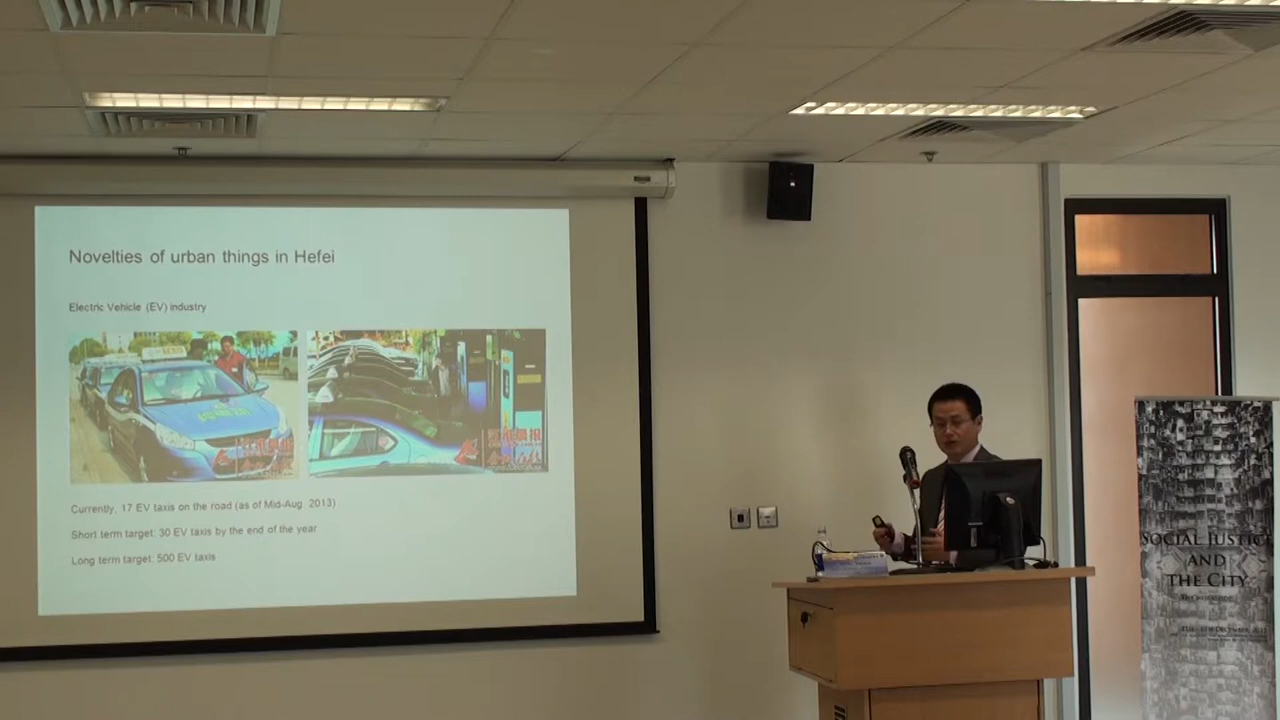 Novelties of urban things in Hefei
Electric Vehicle (EV) industry
Currently, 17 EV taxis on the road (as of Mid-Aug. 2013)
Short term target: 30 EV taxis by the end of the year
Long term target: 500 EV taxis
SOCIAL JUSTICE
AND
THE CITY